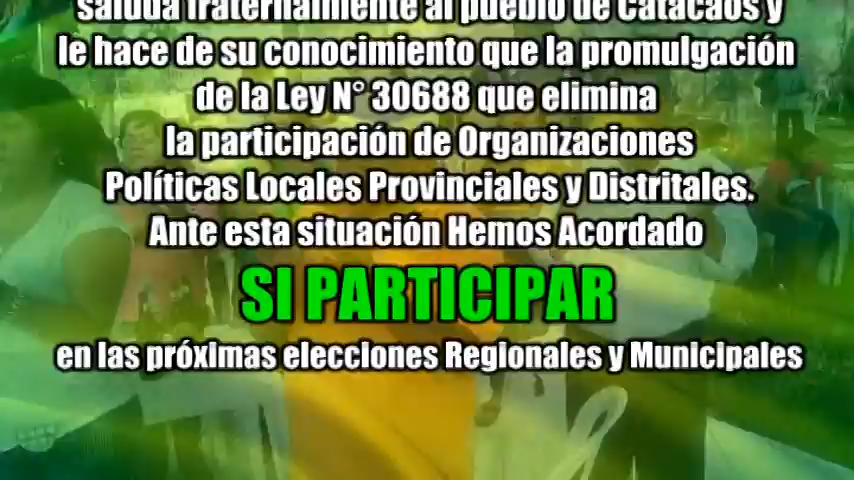 saluda fraternalmente al pueblo de Catacaos y
le hace de su conocimiento que la promulgación
de la Ley N° 30688 que elimina
la participación de Organizaciones
Políticas Locales Provinciales y Distritales.
Ante esta situación Hemos Acordado
SI PARTICIPAR
en las próximas elecciones Regionales y Municipales